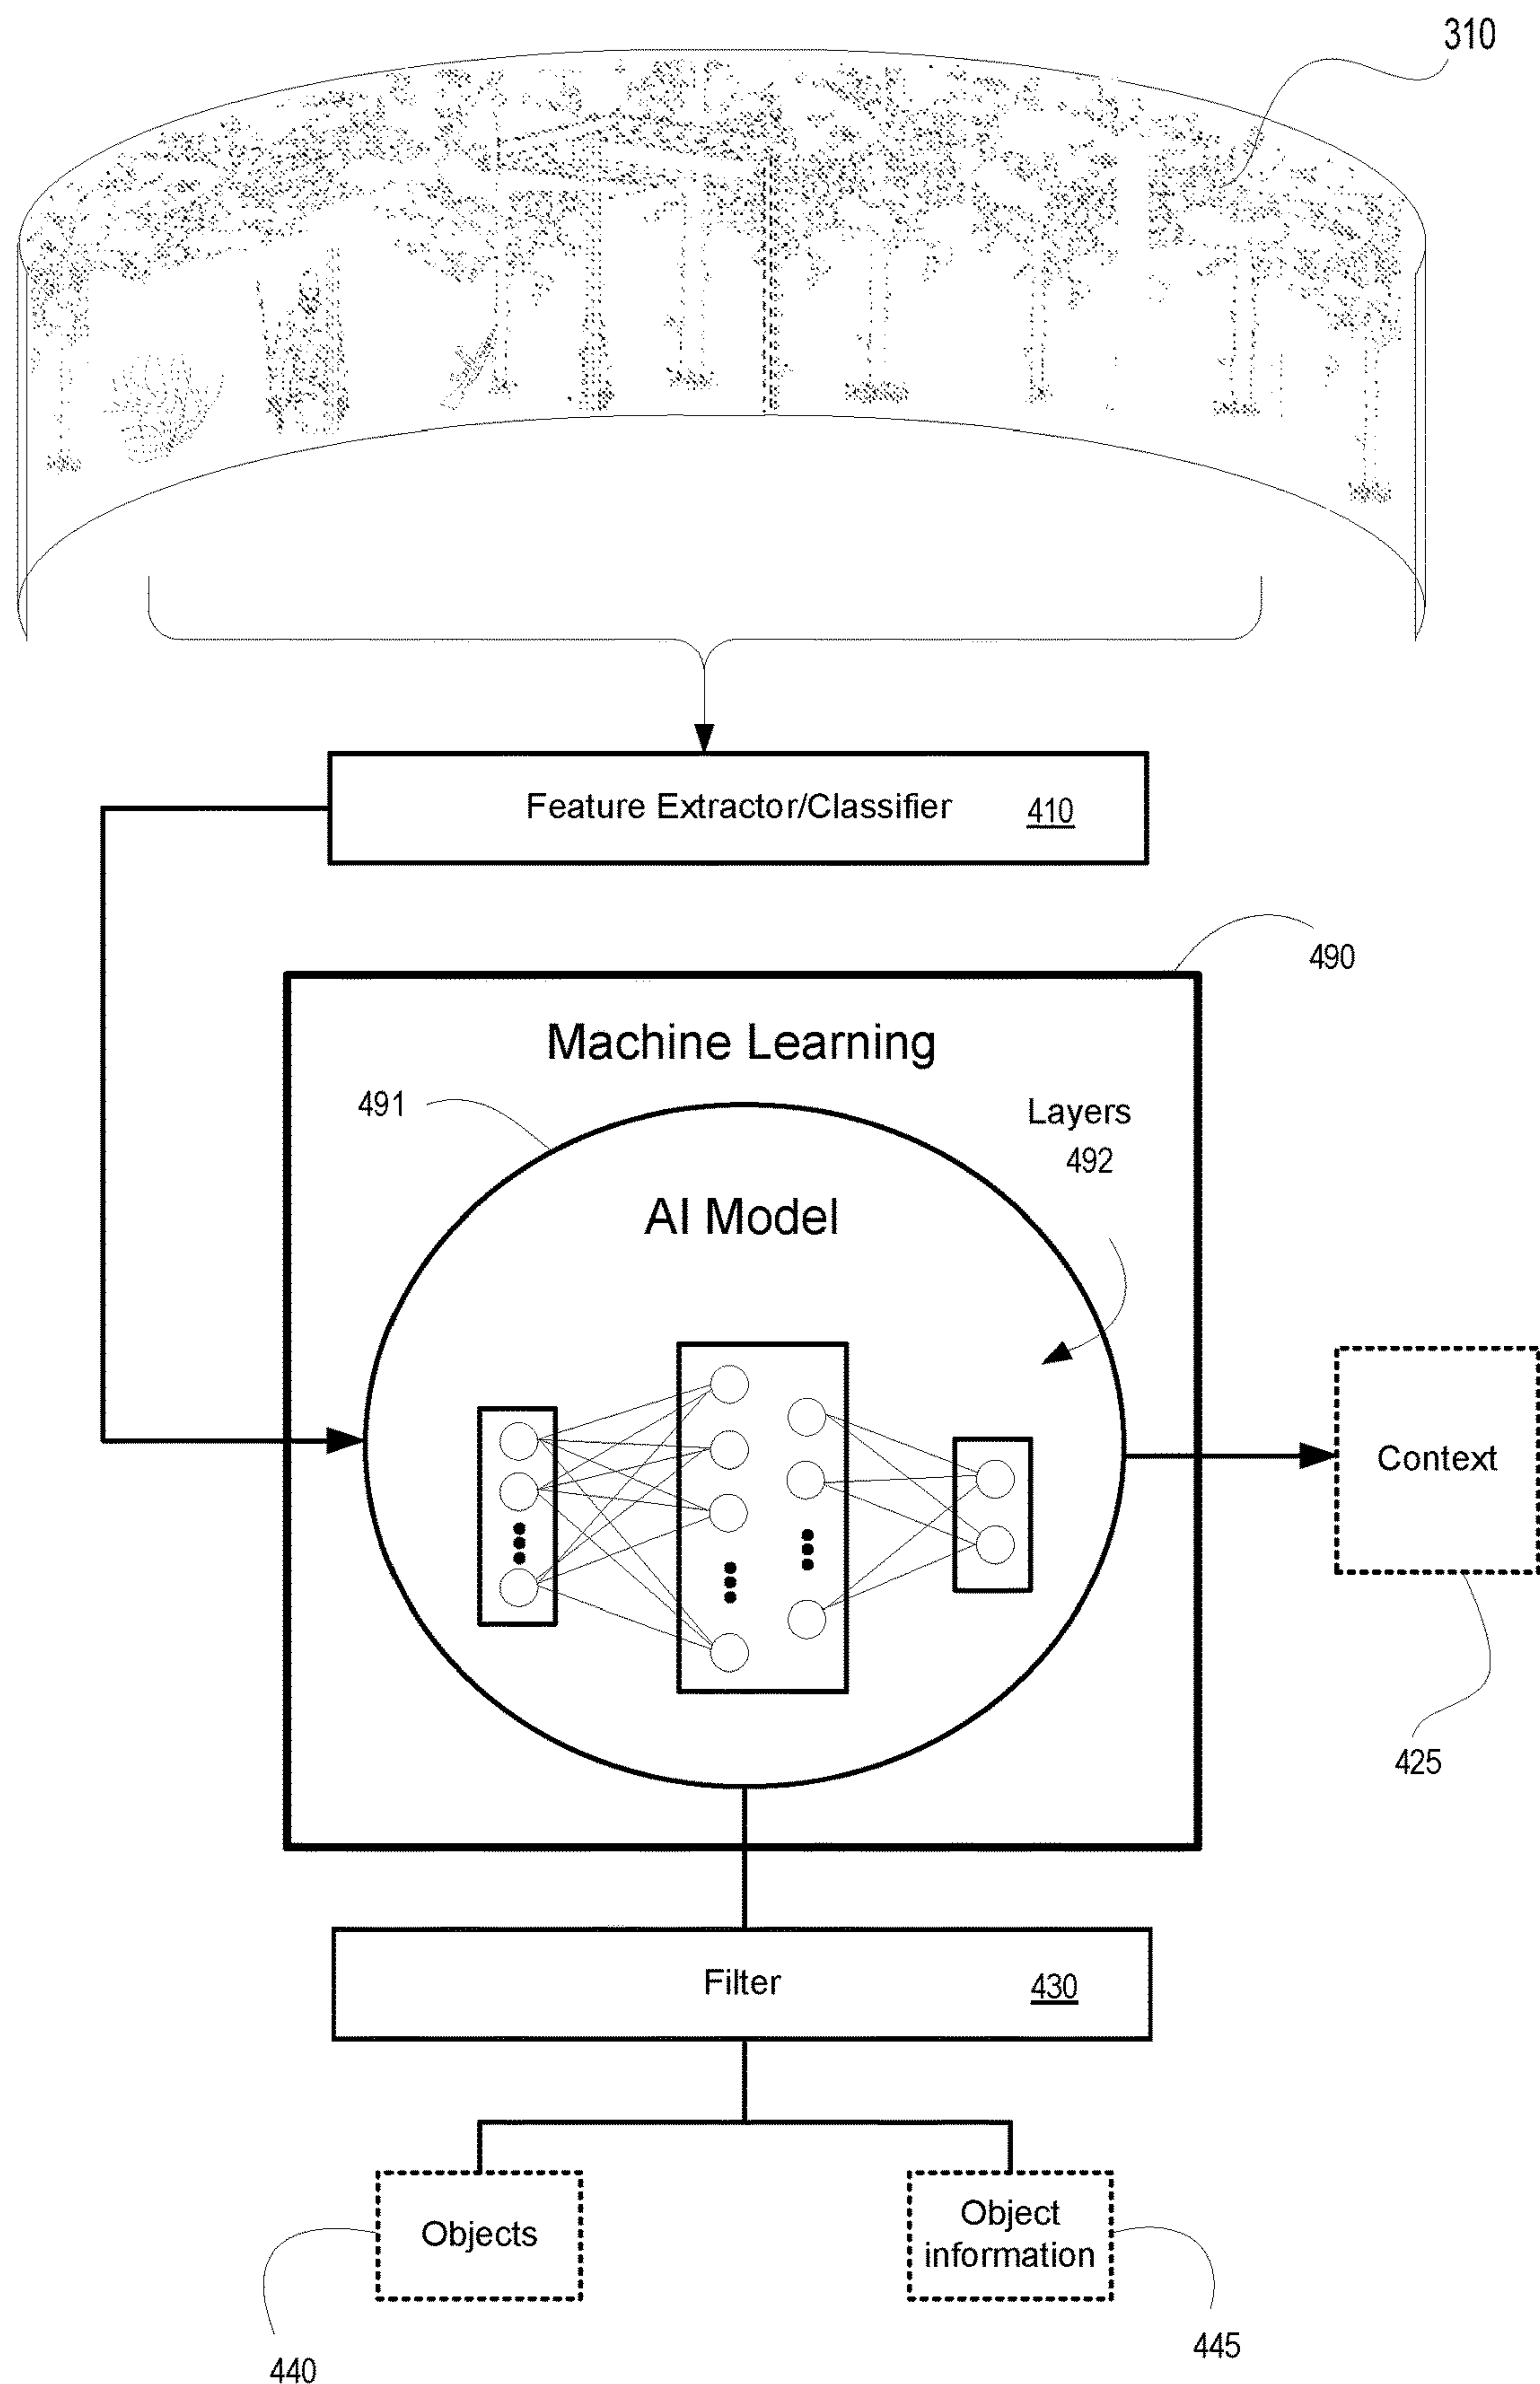 310
Feature Extractor/Classifier 410
490
Machine Learning
491
Layers
492
AI Model
Context
425
Filter 430
Objects
Object
information
440
445